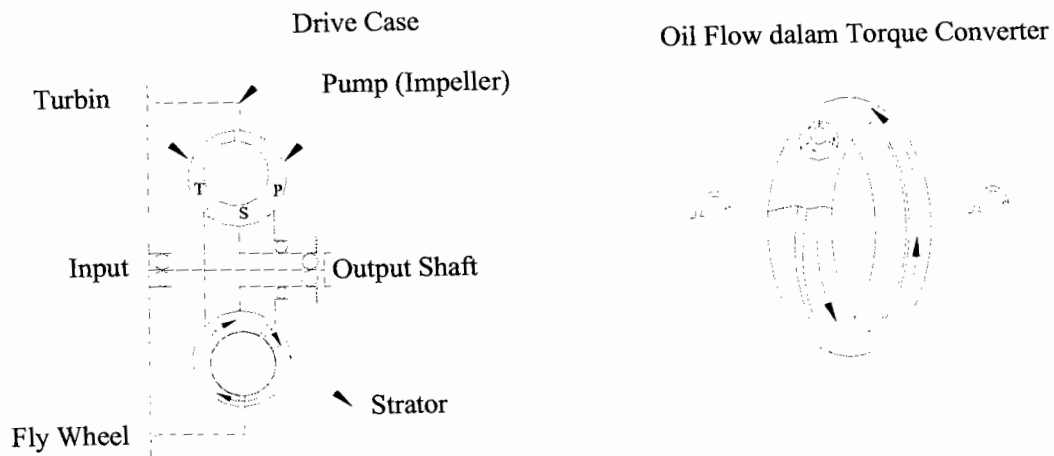 Drive Case
Oil Flow dalam Torque Converter
Turbin
Pump (Impeller)
T
P
S
Input
Output Shaft
Strator
Fly Wheel